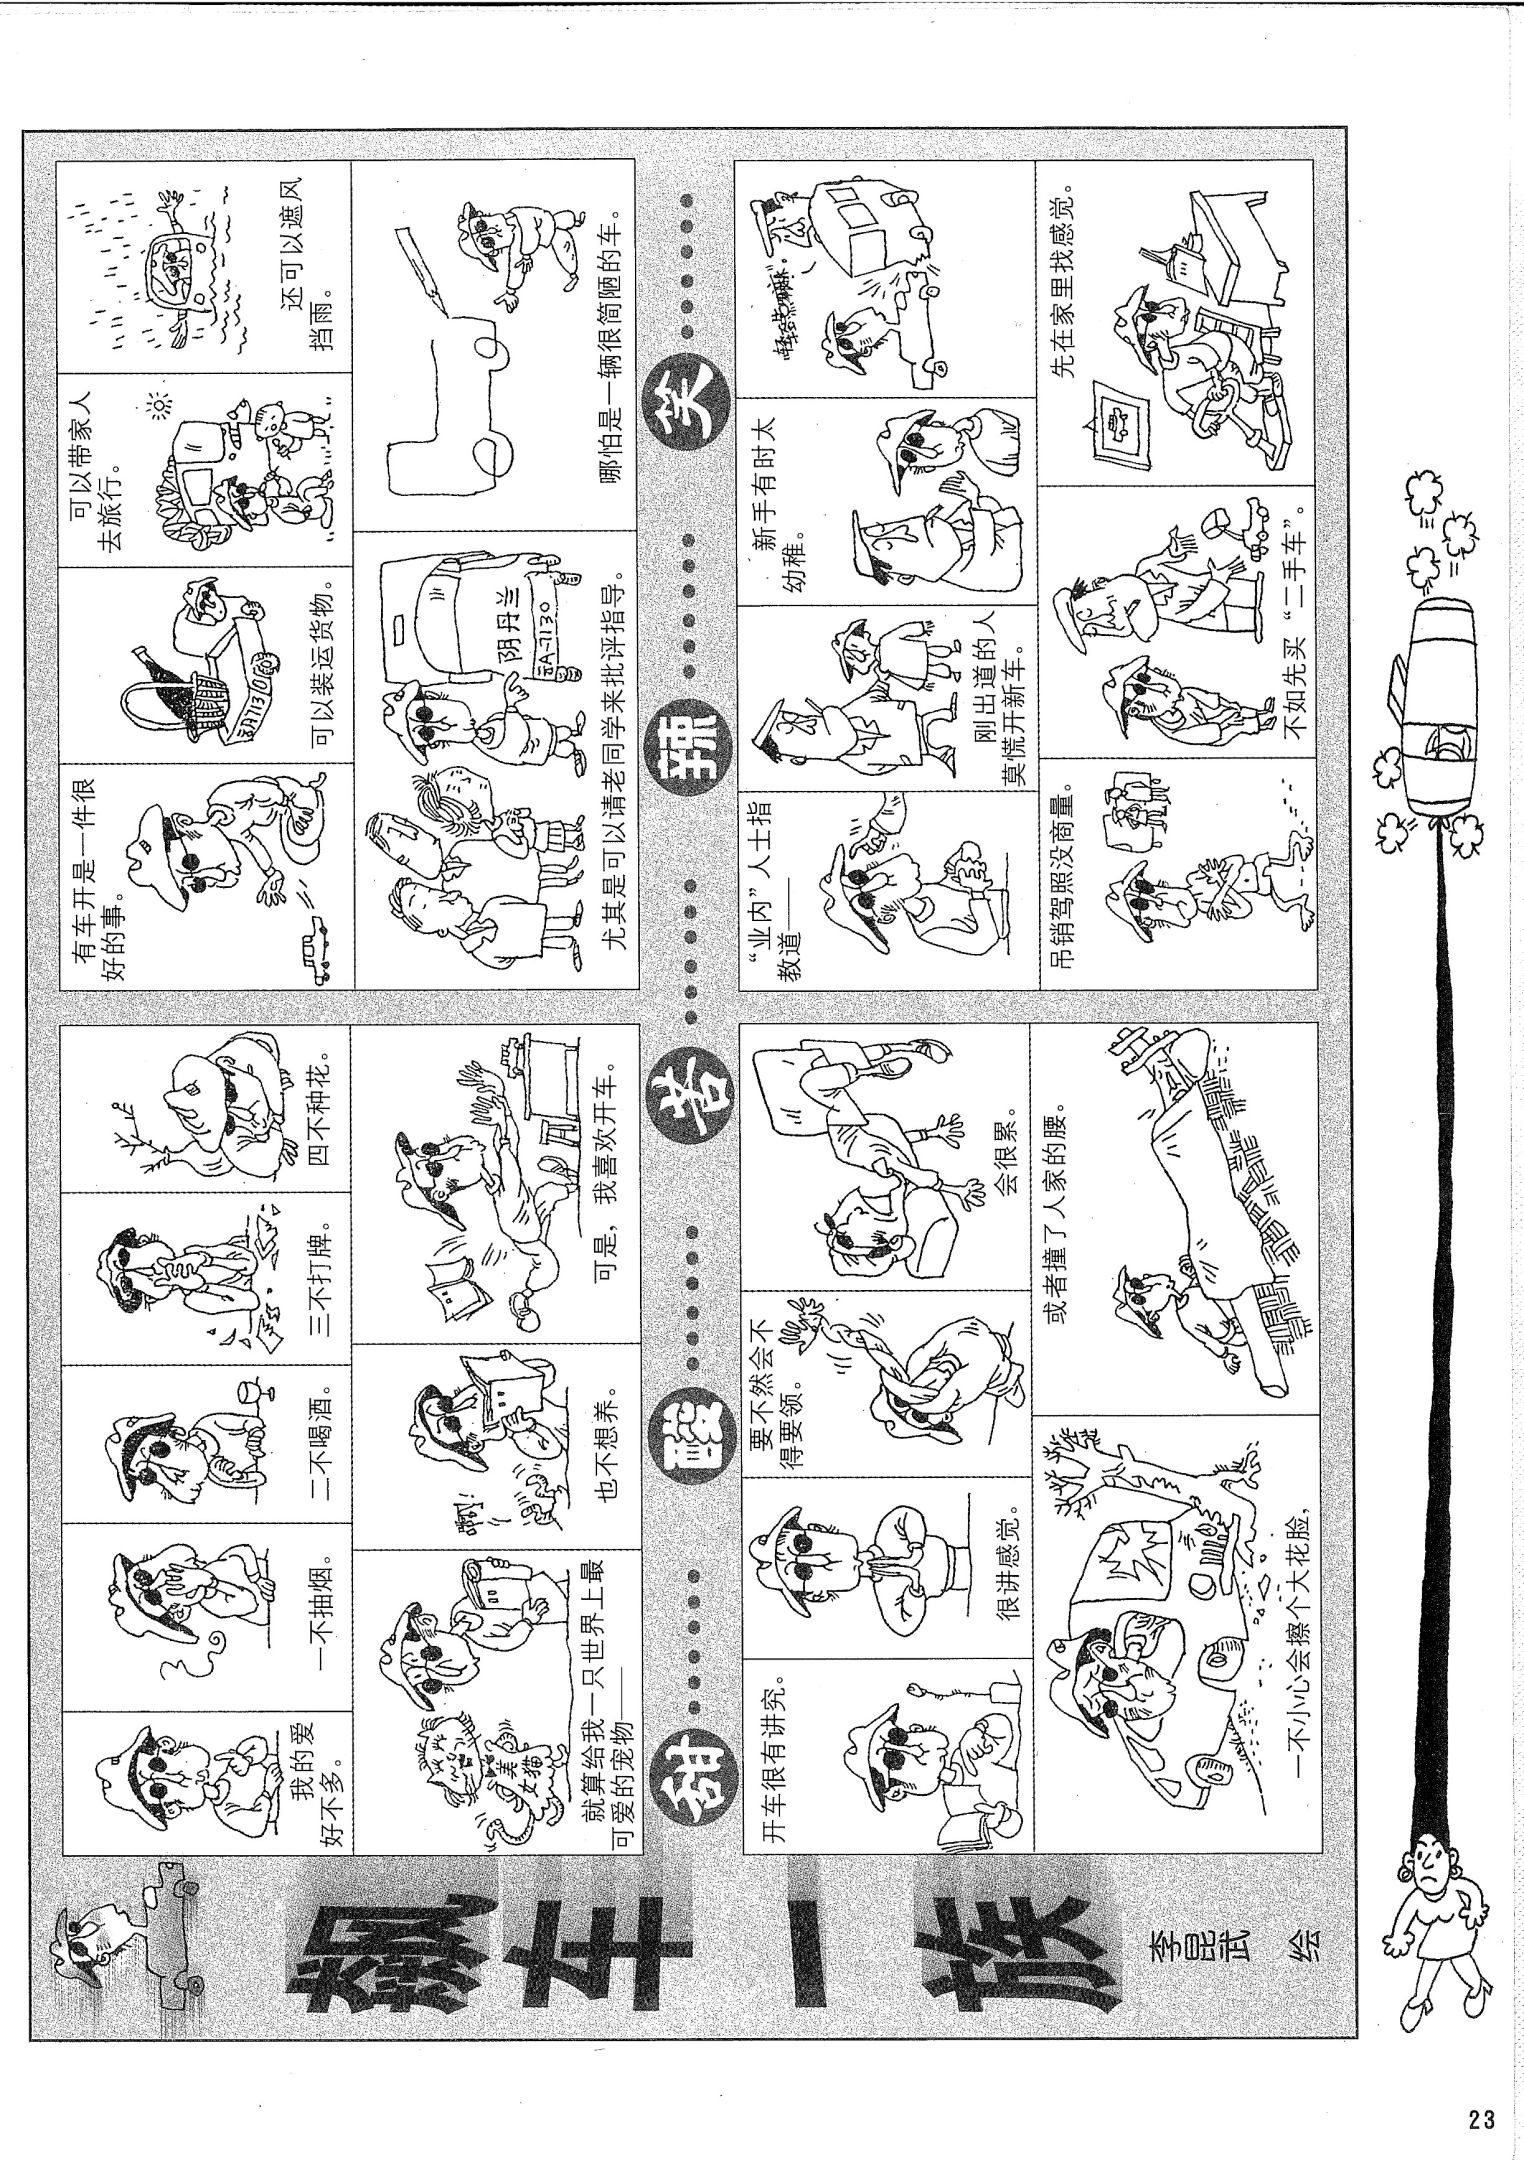 飙车一族
李昆武
绘
甜
酸
苦
辣
笑
我的爱
好不多。
一不抽烟。
二不喝酒。
三不打牌。
四不种花。
就算给我一只世界上最
可爱的宠物——
美
女猫
也不想养。
啊!
可是，我喜欢开车。
有车开是一件很
好的事。
可以装运货物。
可以带家人
去旅行。
还可以遮风
挡雨。
尤其是可以请老同学来批评指导。
阴丹兰
云A-1130
哪怕是一辆很简陋的车。
开车很有讲究。
很讲感觉。
要不然会不
得要领。
会很累。
一不小心会擦个大花脸，
或者撞了人家的腰。
“业内”人士指
教道——
刚出道的人
莫慌开新车。
新手有时太
幼稚。
吊销驾照没商量。
不如先买“二手车”。
先在家里找感觉。
23